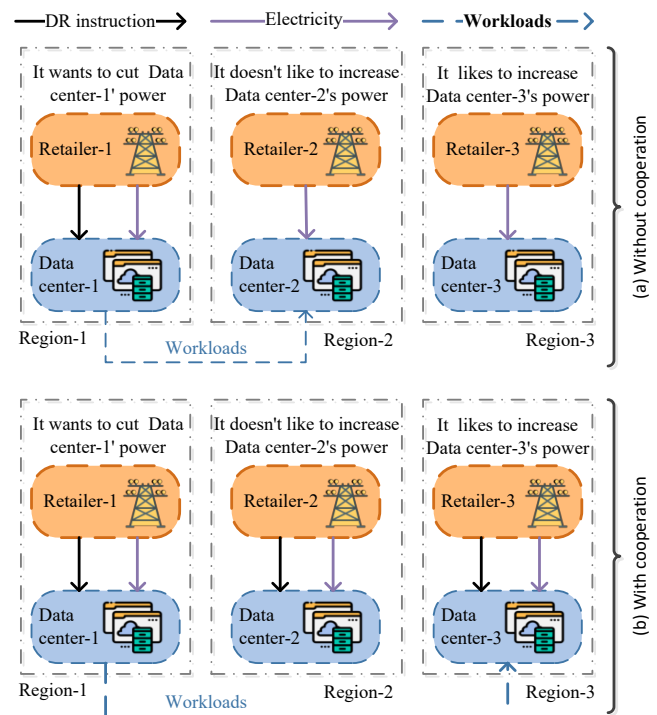 DR instruction
Electricity
Workloads
It wants to cut Data
center-1' power
It doesn't like to increase
Data center-2's power
It likes to increase
Data center-3's power
Retailer-1
Retailer-2
Retailer-3
Data
center-1
Data
center-2
Data
center-3
Region-1
Workloads
Region-2
Region-3
(a) Without cooperation
It wants to cut Data
center-1' power
It doesn't like to increase
Data center-2's power
It likes to increase
Data center-3's power
Retailer-1
Retailer-2
Retailer-3
Data
center-1
Data
center-2
Data
center-3
Region-1
Workloads
Region-2
Region-3
(b) With cooperation